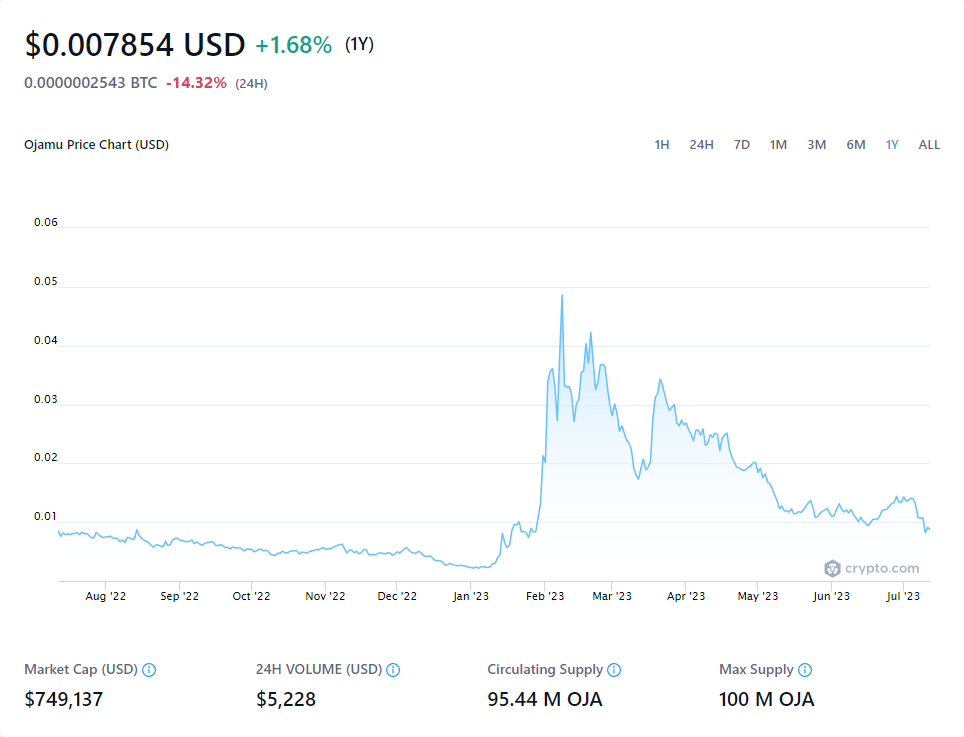 $0.007854 USD +1.68% (1Y)
0.0000002543 BTC -14.32% (24H)
Ojamu Price Chart (USD) 1H 24H 7D 1M 3M 6M 1Y ALL
0.06
0.05
0.04
0.03
0.02
0.01
crypto.com
Aug '22 Sep '22 Oct '22 Nov '22 Dec '22 Jan '23 Feb '23 Mar '23 Apr '23 May '23 Jun '23 Jul '23
Market Cap (USD) 24H VOLUME (USD) Circulating Supply Max Supply
$749,137 $5,228 95.44 M OJA 100 M OJA